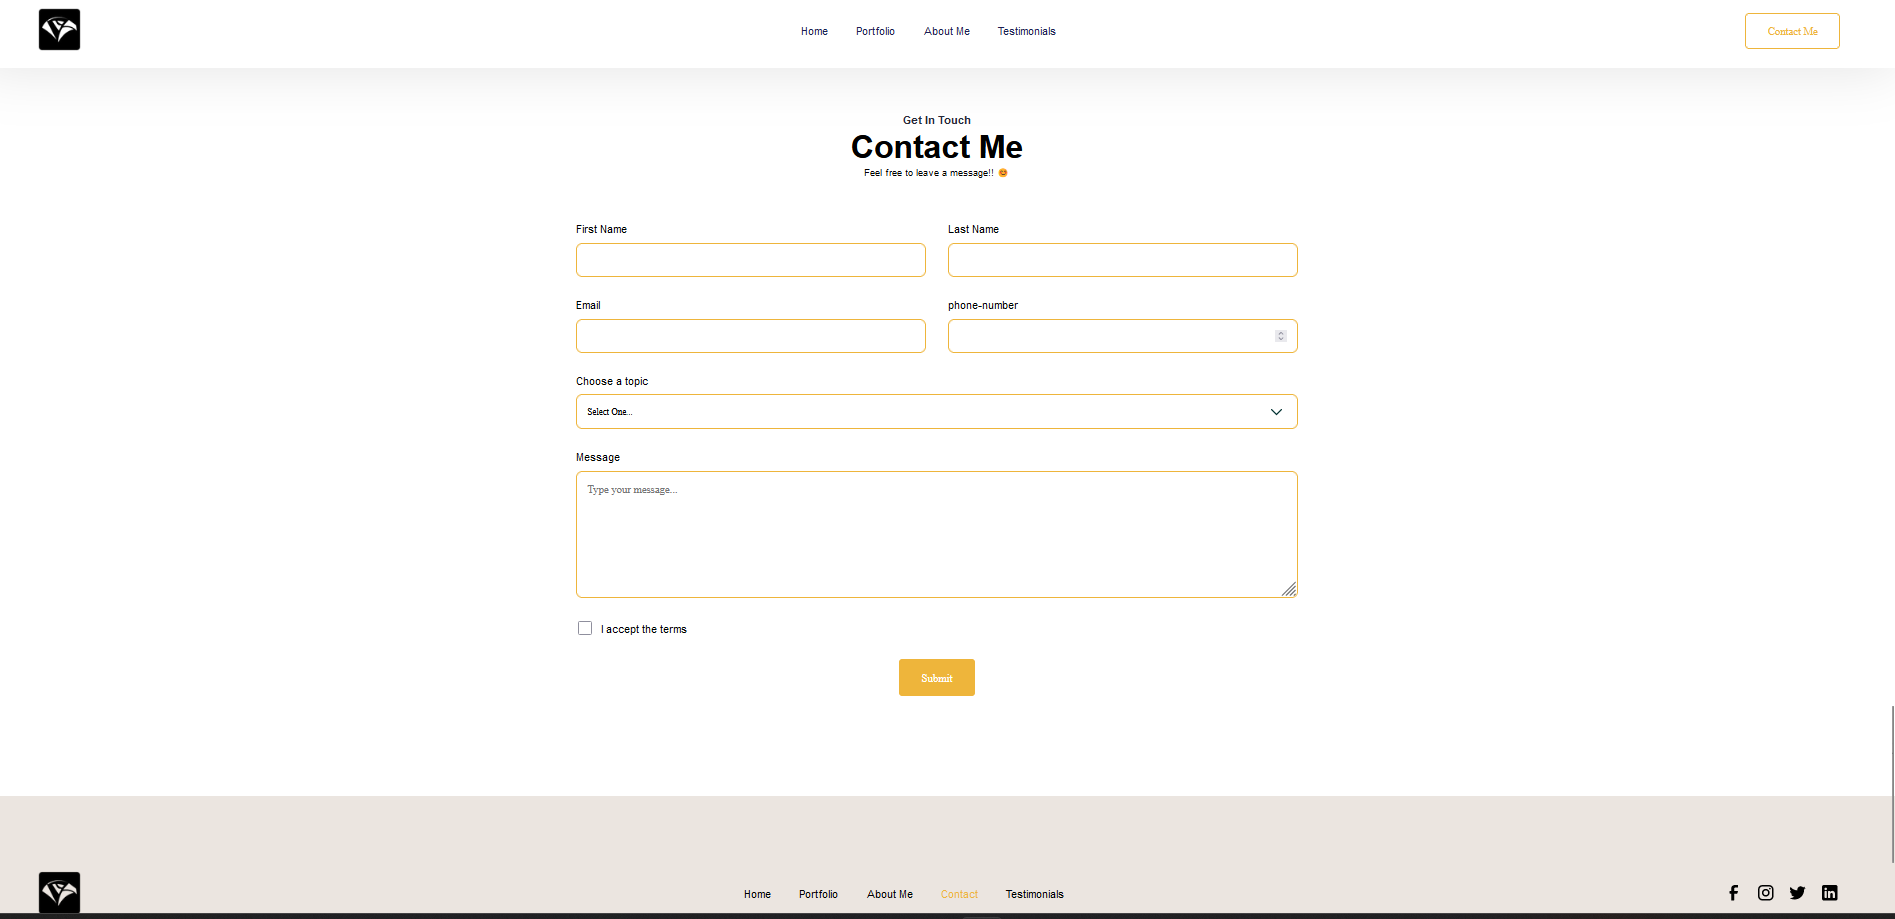 Home Portfolio About Me Testimonials Contact Me
Get In Touch
Contact Me
Feel free to leave a message!! 😊
First Name Last Name
Email phone-number
Choose a topic
Select One...
Message
Type your message...
I accept the terms
Submit
Home Portfolio About Me Contact Testimonials